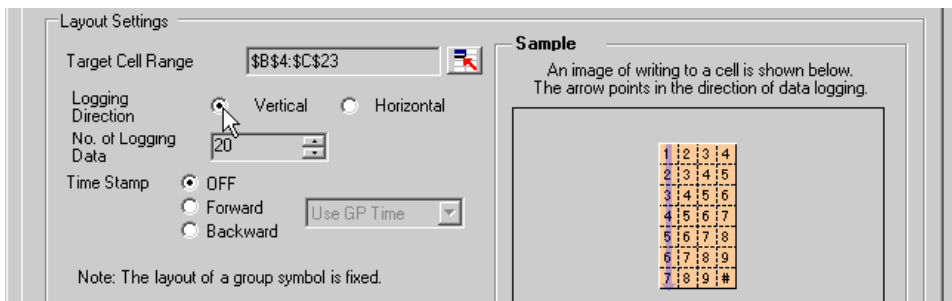 Layout Settings
Target Cell Range $B$4:$C$23
Logging
Direction
Vertical Horizontal
No. of Logging
Data
20
Time Stamp OFF
Forward
Backward
Use GP Time
Note: The layout of a group symbol is fixed.
Sample
An image of writing to a cell is shown below.
The arrow points in the direction of data logging.
1 2 3 4
2 3 4 5
3 4 5 6
4 5 6 7
5 6 7 8
6 7 8 9
7 8 9 #